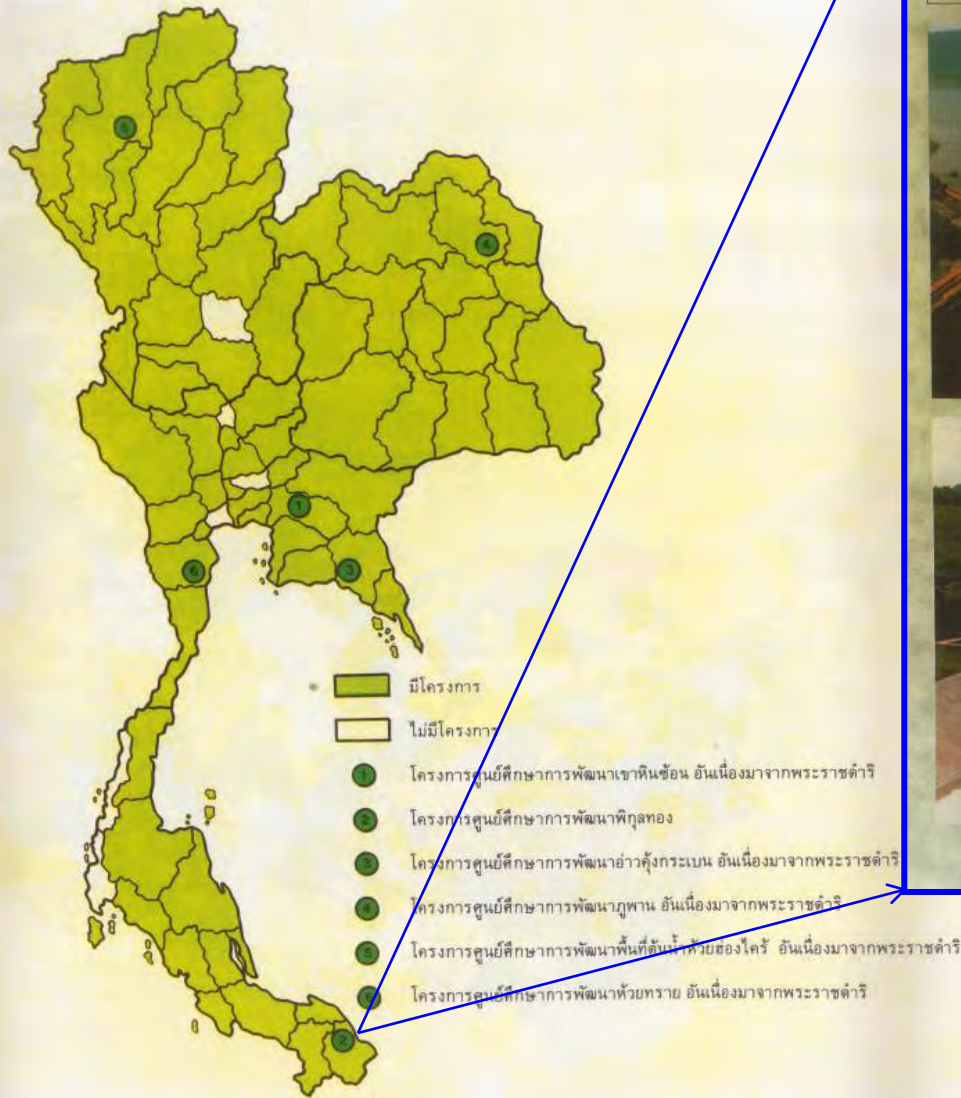 5
4
1
6
3
มีโครงการ
ไม่มีโครงการ
1 โครงการศูนย์ศึกษาการพัฒนาเขาหินซ้อน อันเนื่องมาจากพระราชดำริ
2 โครงการศูนย์ศึกษาการพัฒนาพิกุลทอง
3 โครงการศูนย์ศึกษาการพัฒนาอ่าวคุ้งกระเบน อันเนื่องมาจากพระราชดำริ
4 โครงการศูนย์ศึกษาการพัฒนาภูพาน อันเนื่องมาจากพระราชดำริ
5 โครงการศูนย์ศึกษาการพัฒนาพื้นที่ต้นน้ำห้วยฮ่องไคร้ อันเนื่องมาจากพระราชดำริ
6 โครงการศูนย์ศึกษาการพัฒนาห้วยทราย อันเนื่องมาจากพระราชดำริ
2